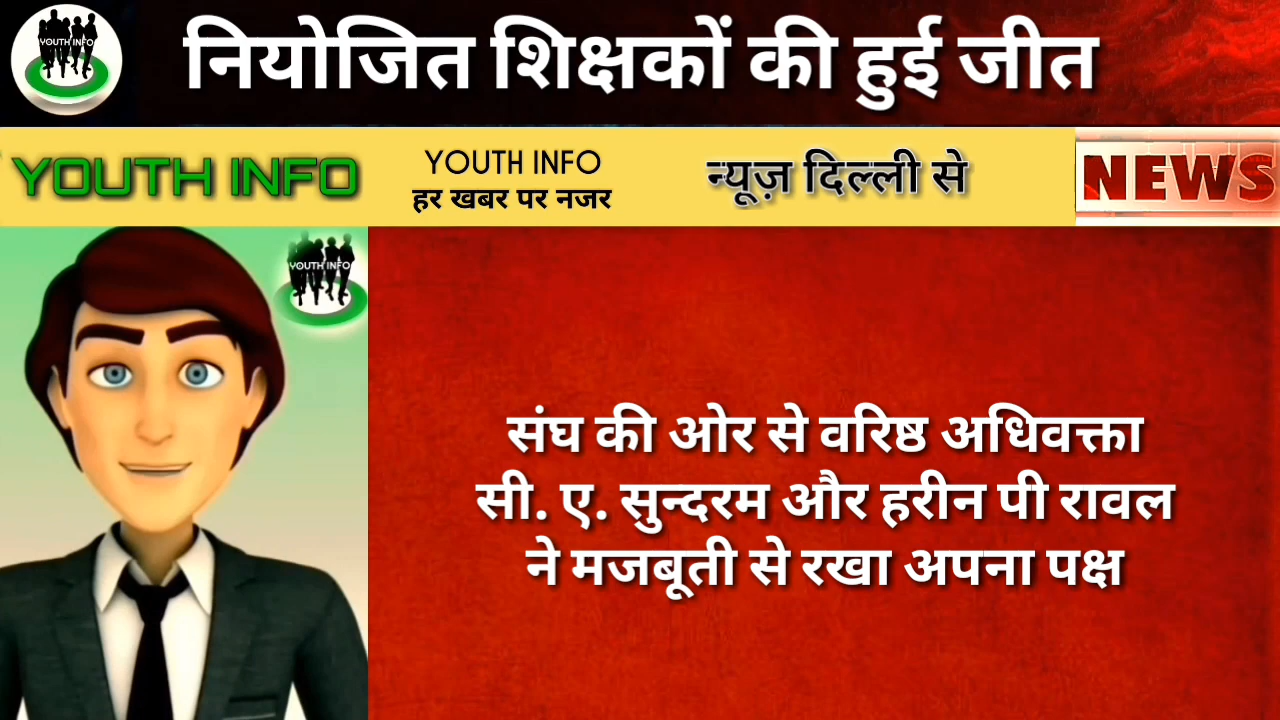 YOUTH INFO
नियोजित शिक्षकों की हुई जीत
YOUTH INFO
YOUTH INFO
हर खबर पर नजर
न्यूज़ दिल्ली से
NEWS
YOUTH INFO
संघ की ओर से वरिष्ठ अधिवक्ता
सी. ए. सुन्दरम और हरीन पी रावल
ने मजबूती से रखा अपना पक्ष